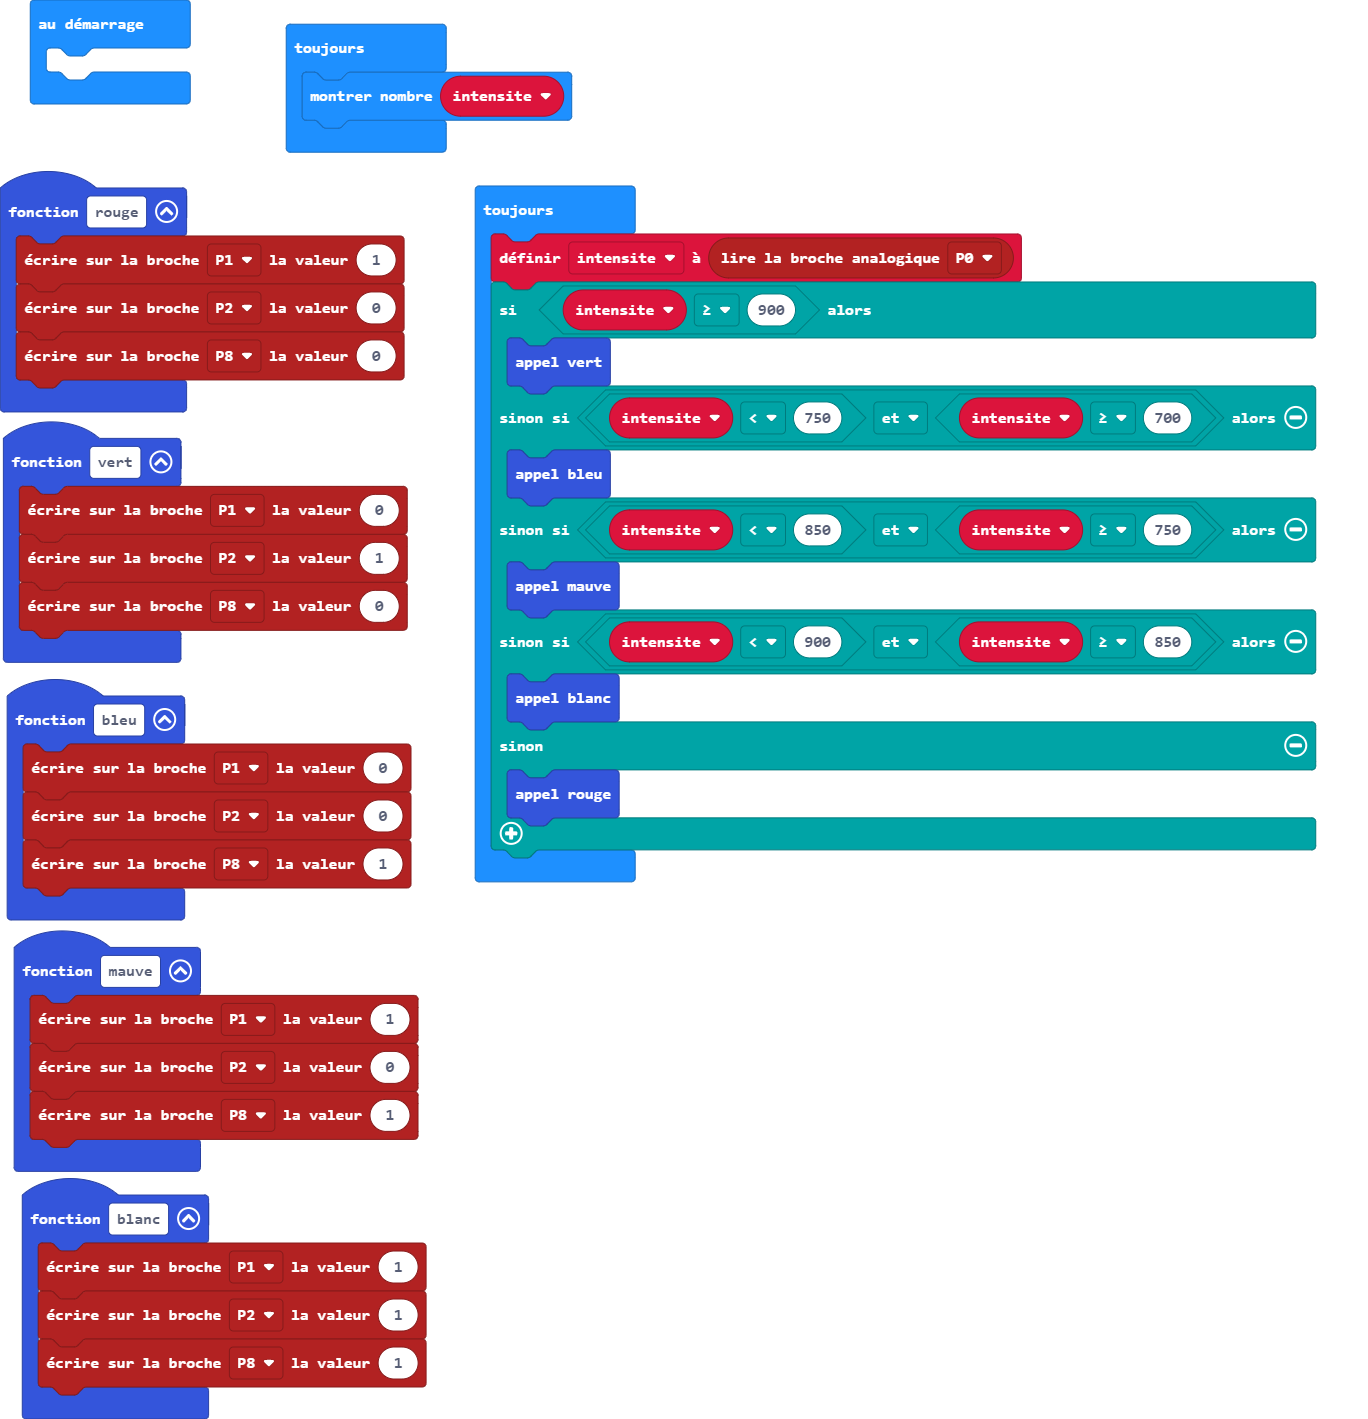 au démarrage
toujours
montrer nombre intensite
fonction rouge
écrire sur la broche P1 la valeur 1
écrire sur la broche P2 la valeur 0
écrire sur la broche P8 la valeur 0
fonction vert
écrire sur la broche P1 la valeur 0
écrire sur la broche P2 la valeur 1
écrire sur la broche P8 la valeur 0
fonction bleu
écrire sur la broche P1 la valeur 0
écrire sur la broche P2 la valeur 0
écrire sur la broche P8 la valeur 1
fonction mauve
écrire sur la broche P1 la valeur 1
écrire sur la broche P2 la valeur 0
écrire sur la broche P8 la valeur 1
fonction blanc
écrire sur la broche P1 la valeur 1
écrire sur la broche P2 la valeur 1
écrire sur la broche P8 la valeur 1
toujours
définir intensite à lire la broche analogique P0
si intensite ≥ 900 alors
appel vert
sinon si intensite < 750 et intensite ≥ 700 alors
appel bleu
sinon si intensite < 850 et intensite ≥ 750 alors
appel mauve
sinon si intensite < 900 et intensite ≥ 850 alors
appel blanc
sinon
appel rouge